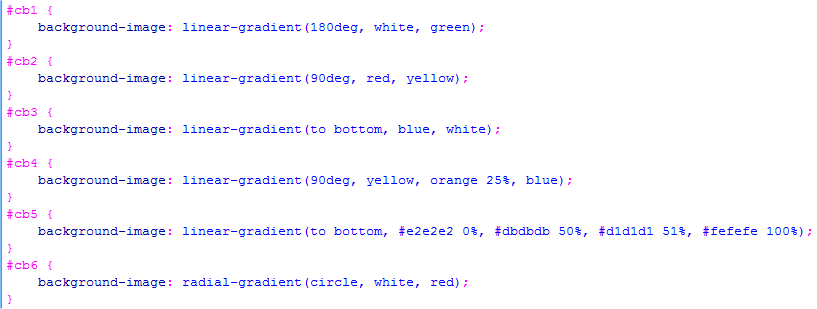 #cb1 {
    background-image: linear-gradient(180deg, white, green);
}
#cb2 {
    background-image: linear-gradient(90deg, red, yellow);
}
#cb3 {
    background-image: linear-gradient(to bottom, blue, white);
}
#cb4 {
    background-image: linear-gradient(90deg, yellow, orange 25%, blue);
}
#cb5 {
    background-image: linear-gradient(to bottom, #e2e2e2 0%, #dbdbdb 50%, #d1d1d1 51%, #fefefe 100%);
}
#cb6 {
    background-image: radial-gradient(circle, white, red);
}